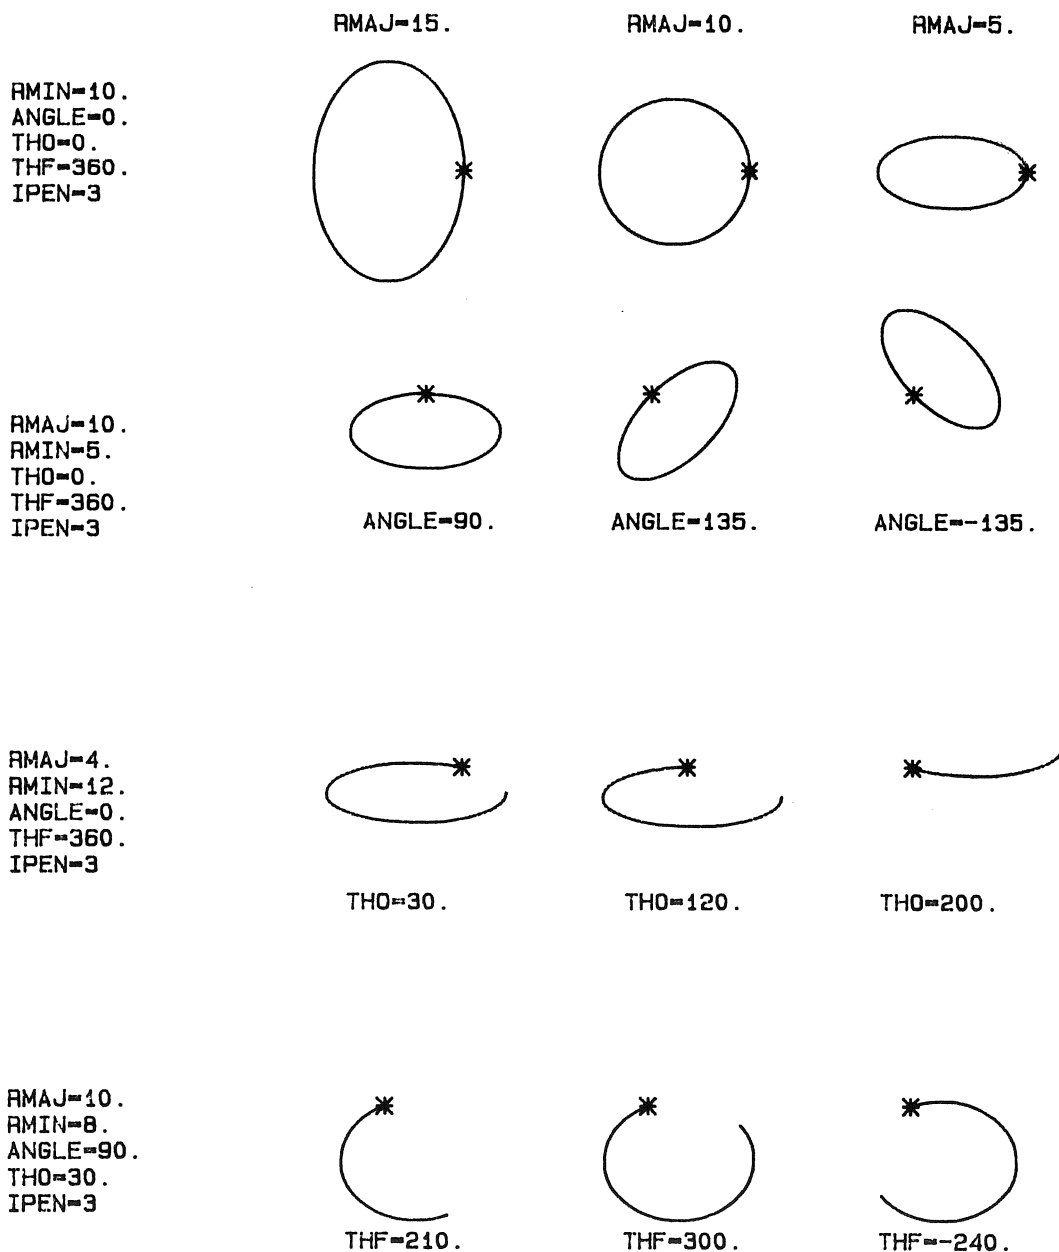 RMAJ=15. RMAJ=10. RMAJ=5.
RMIN=10.
ANGLE=0.
THO=0.
THF=360.
IPEN=3
RMAJ=10.
RMIN=5.
THO=0.
THF=360.
IPEN=3
ANGLE=90. ANGLE=135. ANGLE=-135.
RMAJ=4.
RMIN=12.
ANGLE=0.
THF=360.
IPEN=3
THO=30. THO=120. THO=200.
RMAJ=10.
RMIN=8.
ANGLE=90.
THO=30.
IPEN=3
THF=210. THF=300. THF=-240.